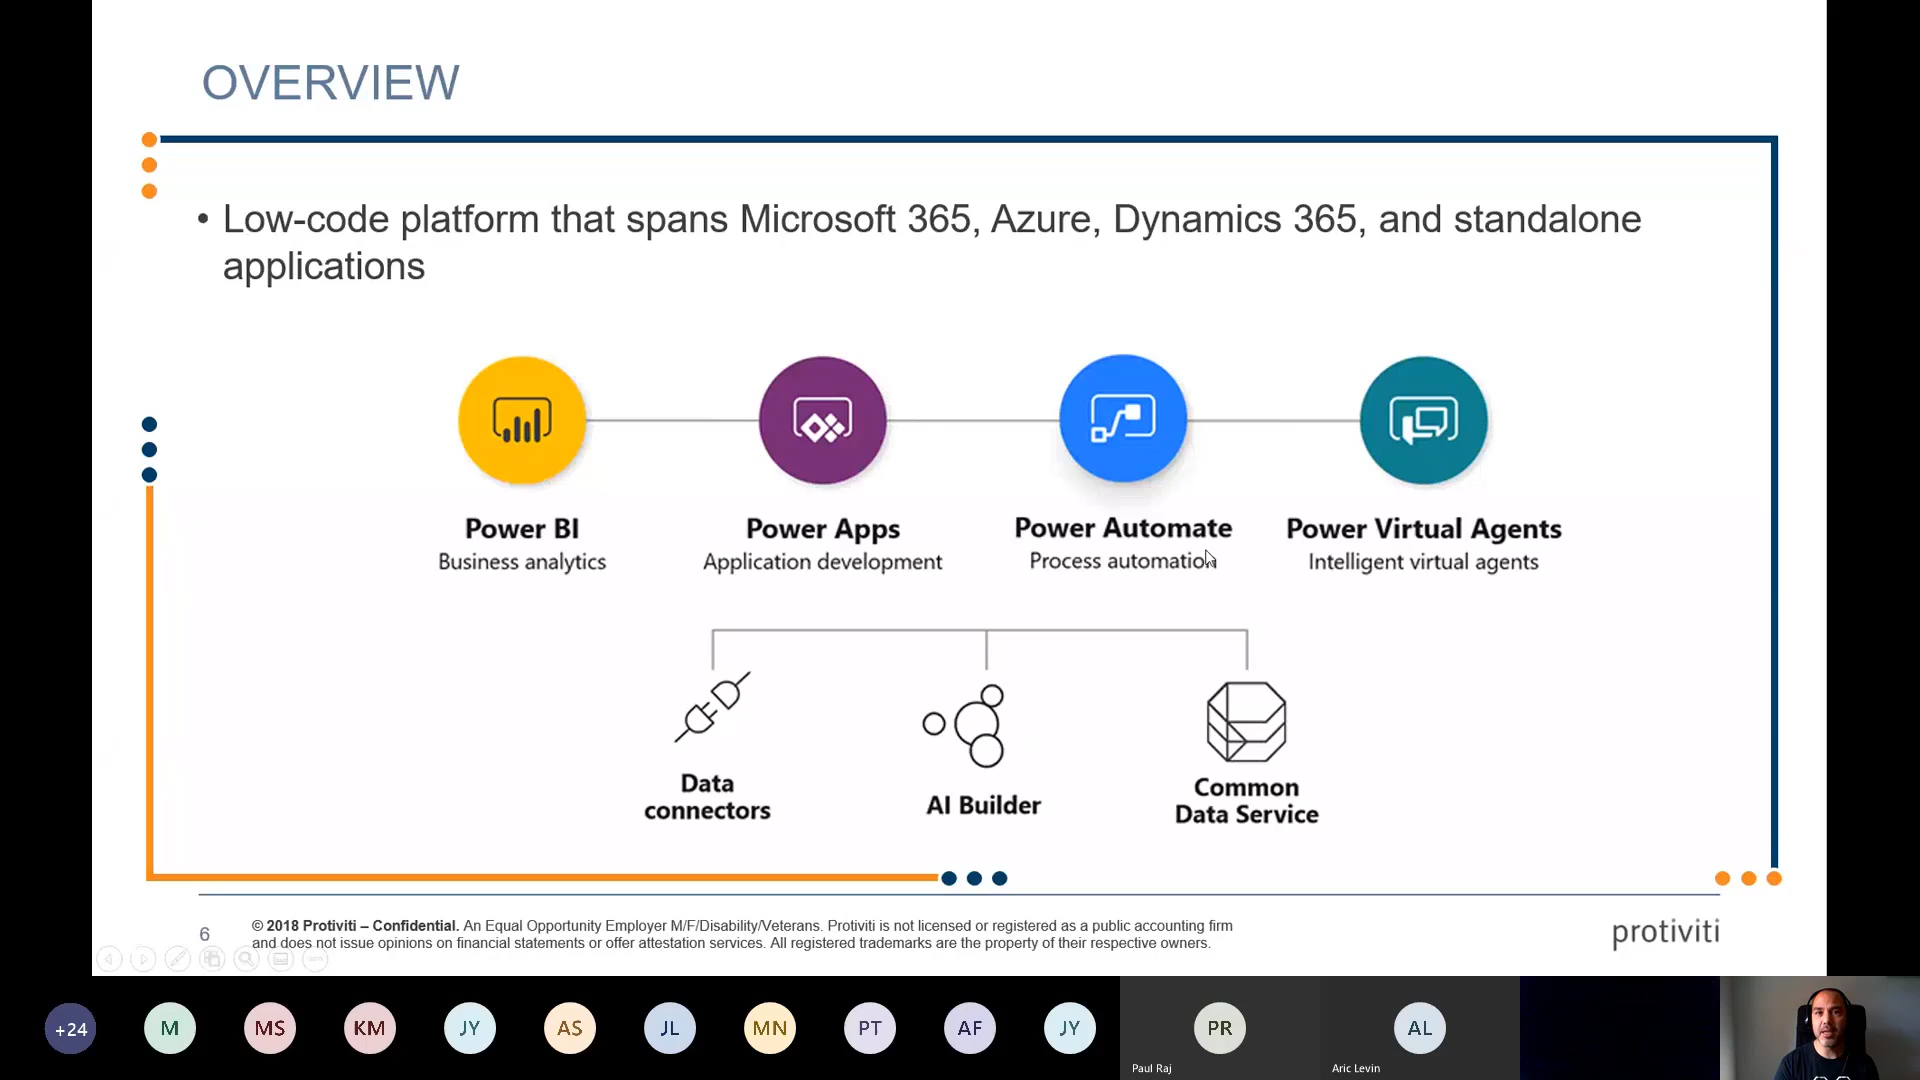 OVERVIEW
• Low-code platform that spans Microsoft 365, Azure, Dynamics 365, and standalone
applications
Power BI
Business analytics
Power Apps
Application development
Power Automate
Process automation
Power Virtual Agents
Intelligent virtual agents
Data
connectors
AI Builder
Common
Data Service
6
© 2018 Protiviti – Confidential. An Equal Opportunity Employer M/F/Disability/Veterans. Protiviti is not licensed or registered as a public accounting firm
and does not issue opinions on financial statements or offer attestation services. All registered trademarks are the property of their respective owners.
protiviti
+24
M
MS
KM
JY
AS
JL
MN
PT
AF
JY
PR
Paul Raj
AL
Aric Levin